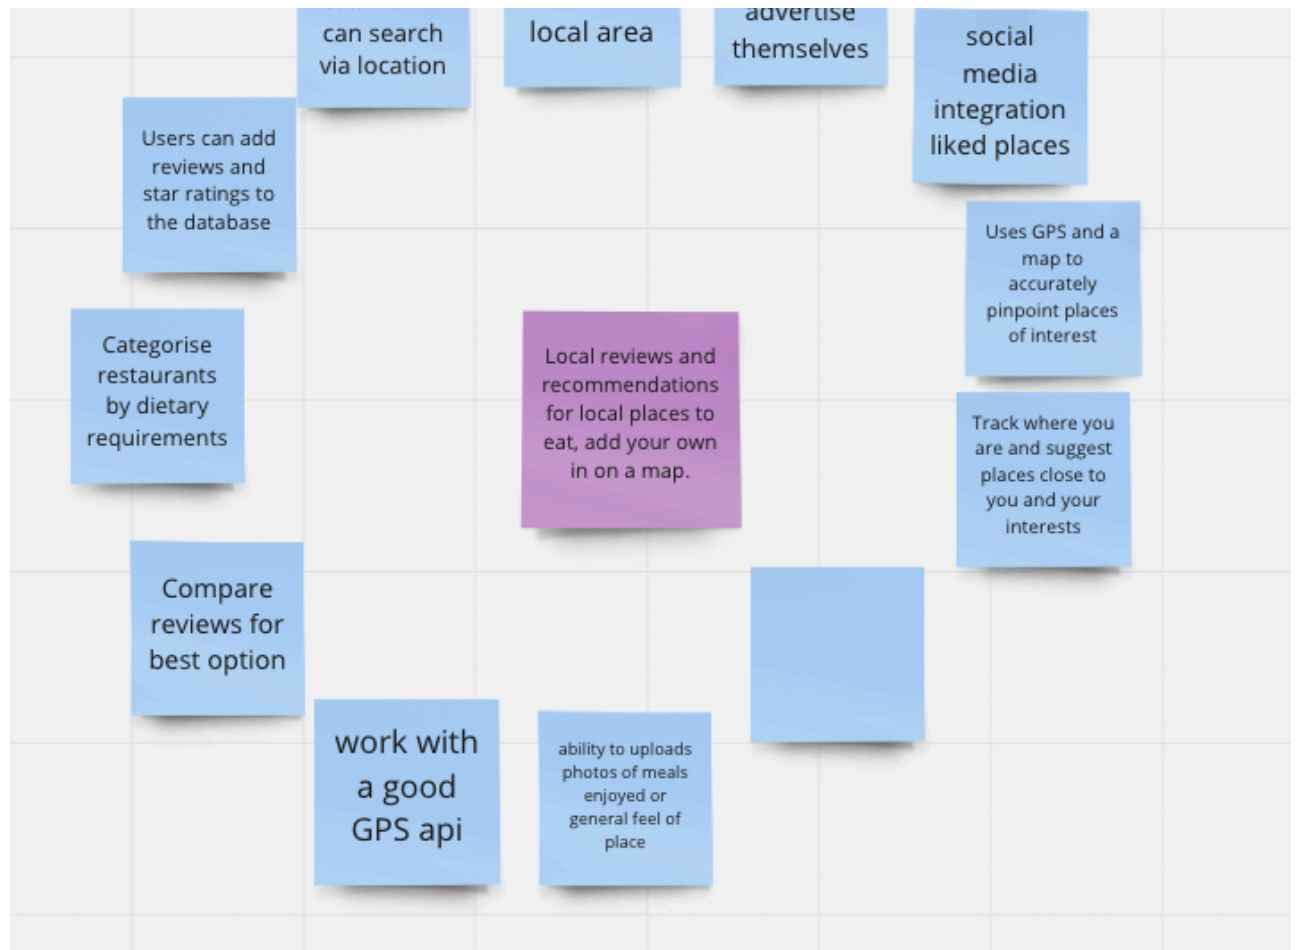 can search
via location
local area
advertise
themselves
social
media
integration
liked places
Users can add
reviews and
star ratings to
the database
Uses GPS and a
map to
accurately
pinpoint places
of interest
Categorise
restaurants
by dietary
requirements
Local reviews and
recommendations
for local places to
eat, add your own
in on a map.
Track where you
are and suggest
places close to
you and your
interests
Compare
reviews for
best option
work with
a good
GPS api
ability to uploads
photos of meals
enjoyed or
general feel of
place